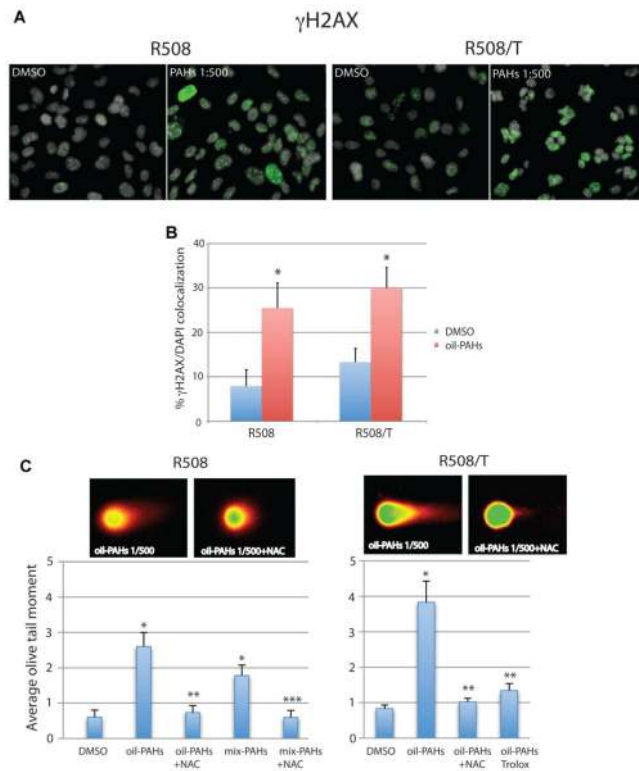 A
γH2AX
R508
R508/T
DMSO
PAHs 1:500
DMSO
PAHs 1:500
B
% γH2AX/DAPI colocalization
40
30
20
10
0
*
*
R508
R508/T
DMSO
oil-PAHs
C
R508
R508/T
oil-PAHs 1/500
oil-PAHs 1/500+NAC
oil-PAHs 1/500
oil-PAHs 1/500+NAC
Average olive tail moment
5
4
3
2
1
0
*
**
*
***
DMSO
oil-PAHs
oil-PAHs
+NAC
mix-PAHs
mix-PAHs
+NAC
5
4
3
2
1
0
*
**
**
DMSO
oil-PAHs
oil-PAHs
+NAC
oil-PAHs
Trolox